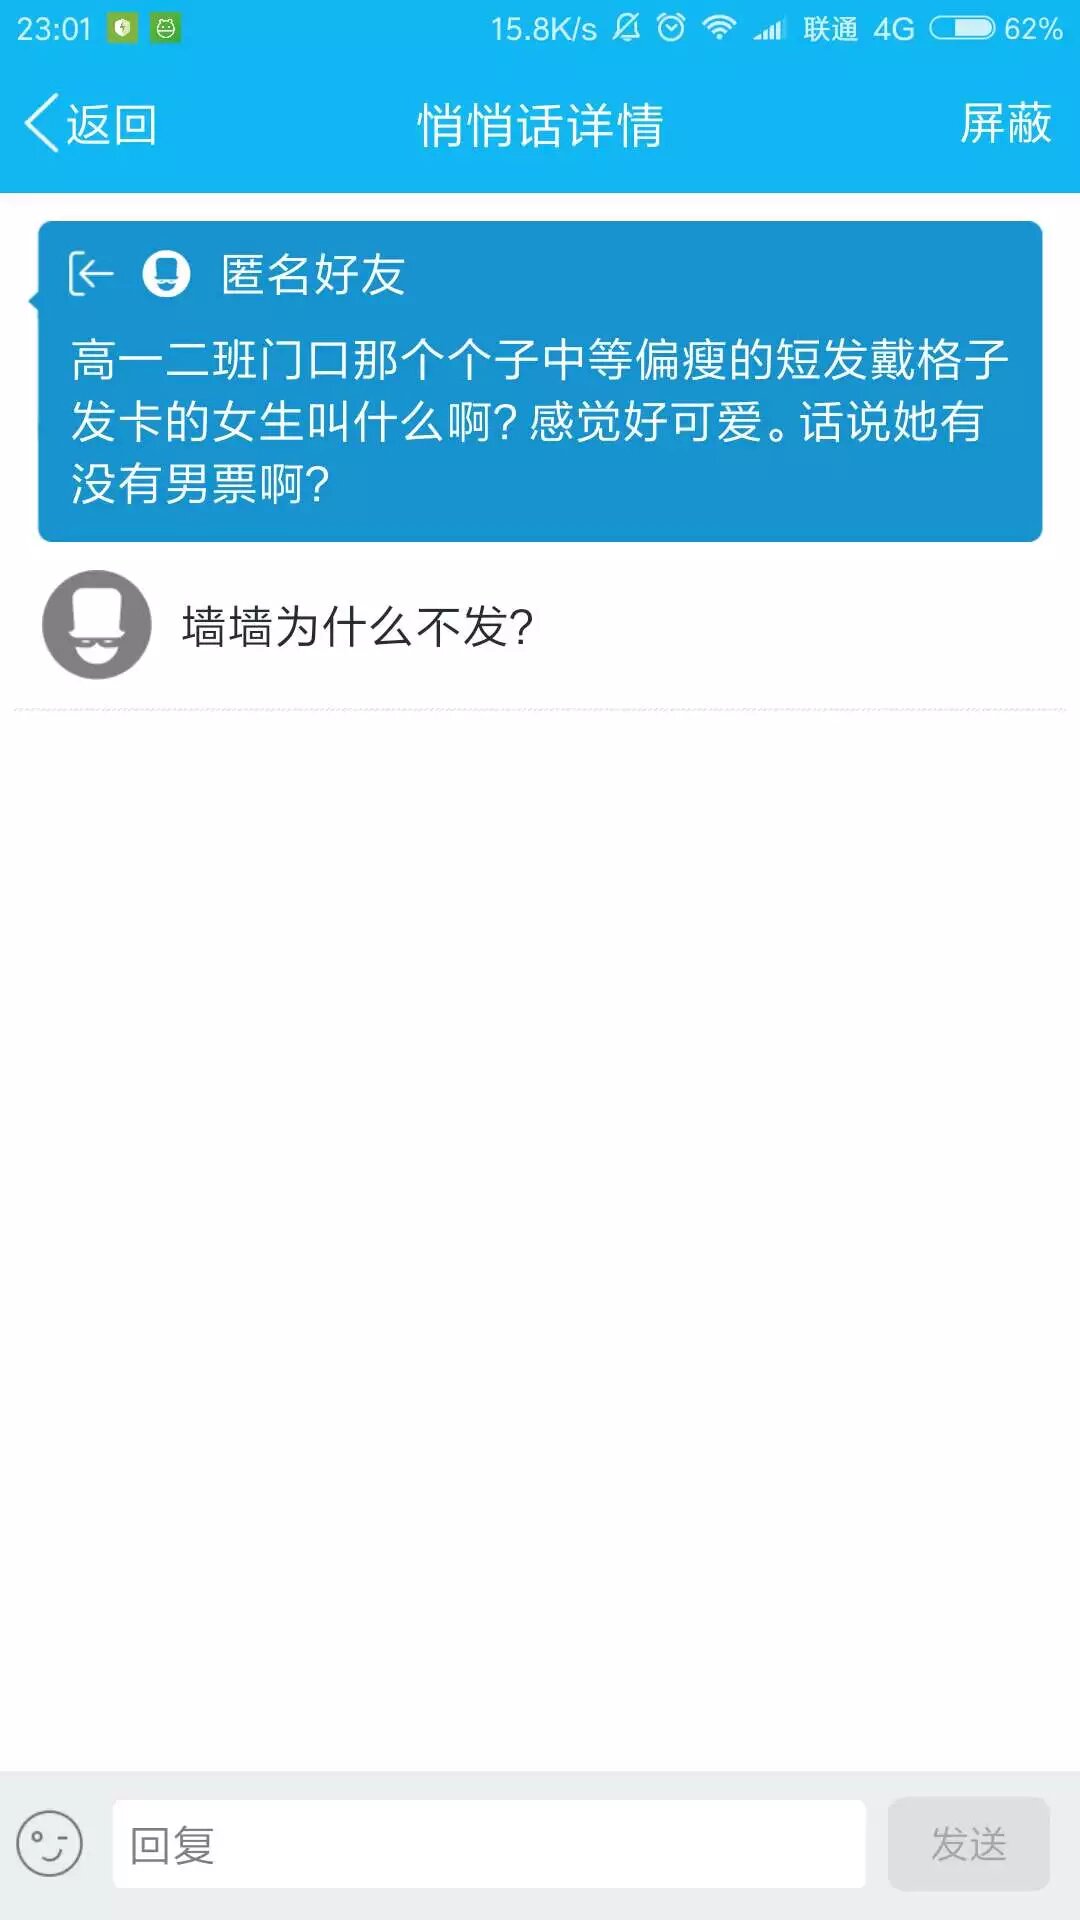 23:01 15.8K/s 联通 4G 62%
返回 悄悄话详情 屏蔽
匿名好友
高一二班门口那个个子中等偏瘦的短发戴格子
发卡的女生叫什么啊?感觉好可爱。话说她有
没有男票啊?
墙墙为什么不发?
回复 发送